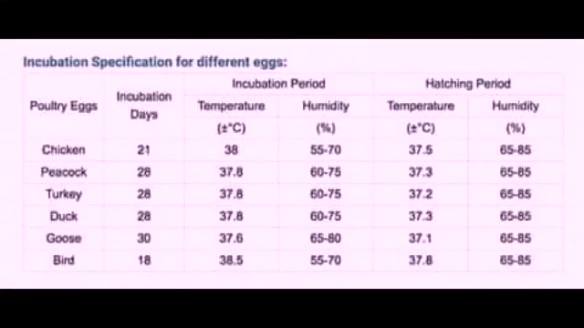 Incubation Specification for different eggs:
Poultry Eggs Incubation Days Incubation Period Hatching Period
Temperature (±°C) Humidity (%) Temperature (±°C) Humidity (%)
Chicken 21 38 55-70 37.5 65-85
Peacock 28 37.8 60-75 37.3 65-85
Turkey 28 37.8 60-75 37.2 65-85
Duck 28 37.8 60-75 37.3 65-85
Goose 30 37.6 65-80 37.1 65-85
Bird 18 38.5 55-70 37.8 65-85